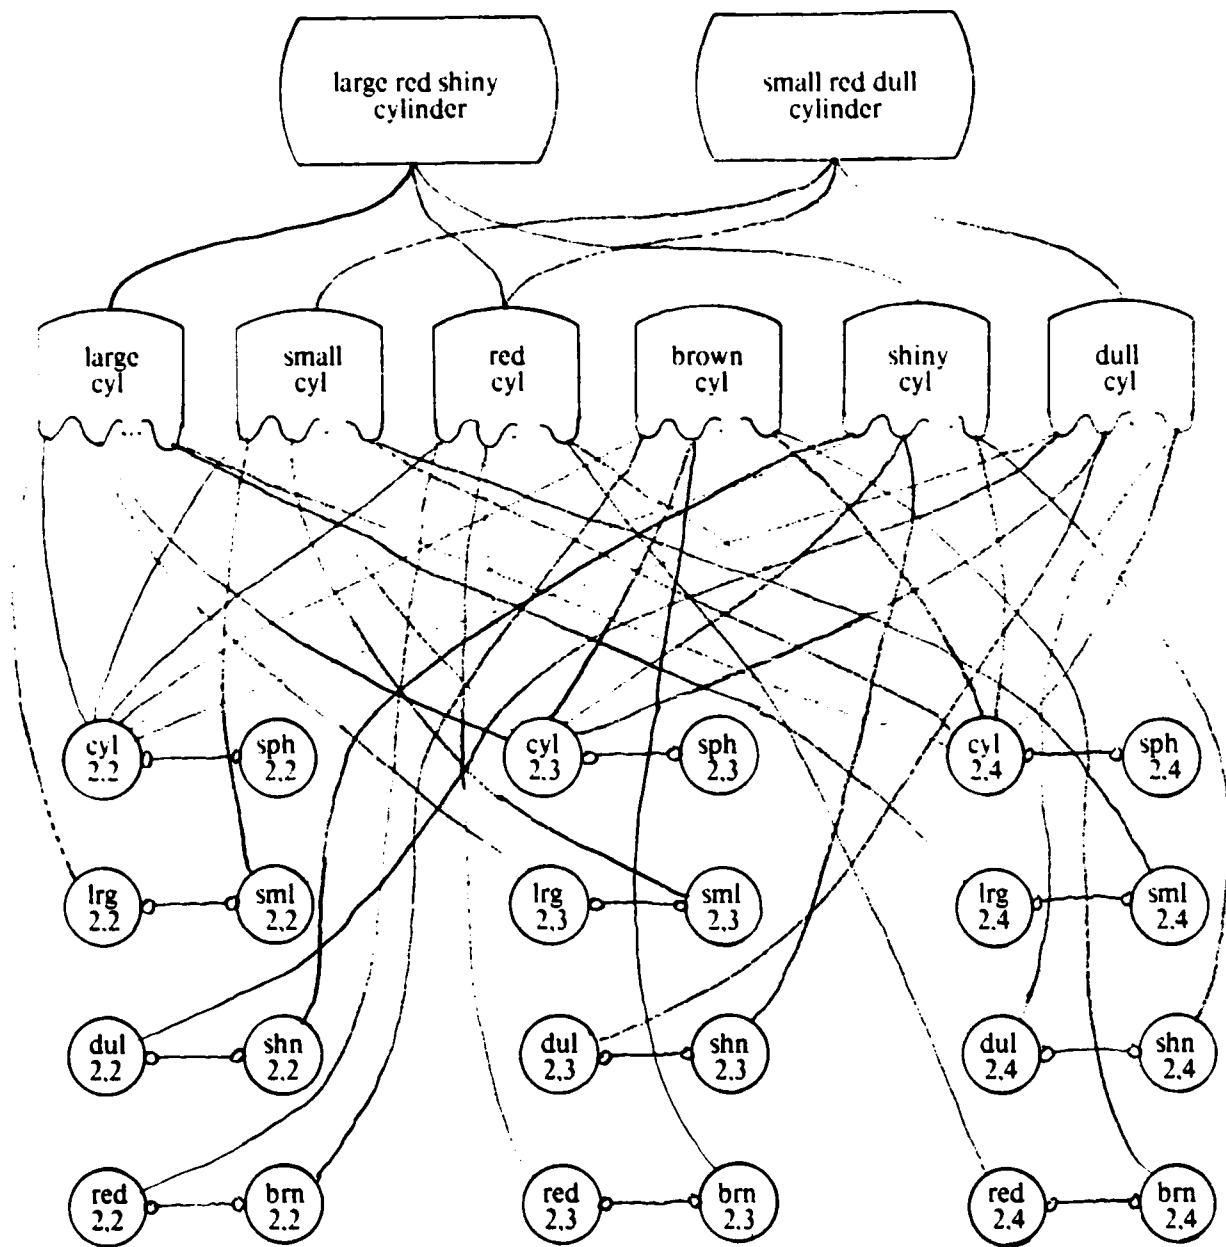 large red shiny
cylinder
small red dull
cylinder
large
cyl
small
cyl
red
cyl
brown
cyl
shiny
cyl
dull
cyl
cyl
2.2
sph
2.2
cyl
2.3
sph
2.3
cyl
2.4
sph
2.4
lrg
2.2
sml
2.2
lrg
2,3
sml
2.3
lrg
2.4
sml
2.4
dul
2.2
shn
2.2
dul
2,3
shn
2.3
dul
2,4
shn
2.4
red
2.2
brn
2.2
red
2.3
brn
2.3
red
2.4
brn
2.4